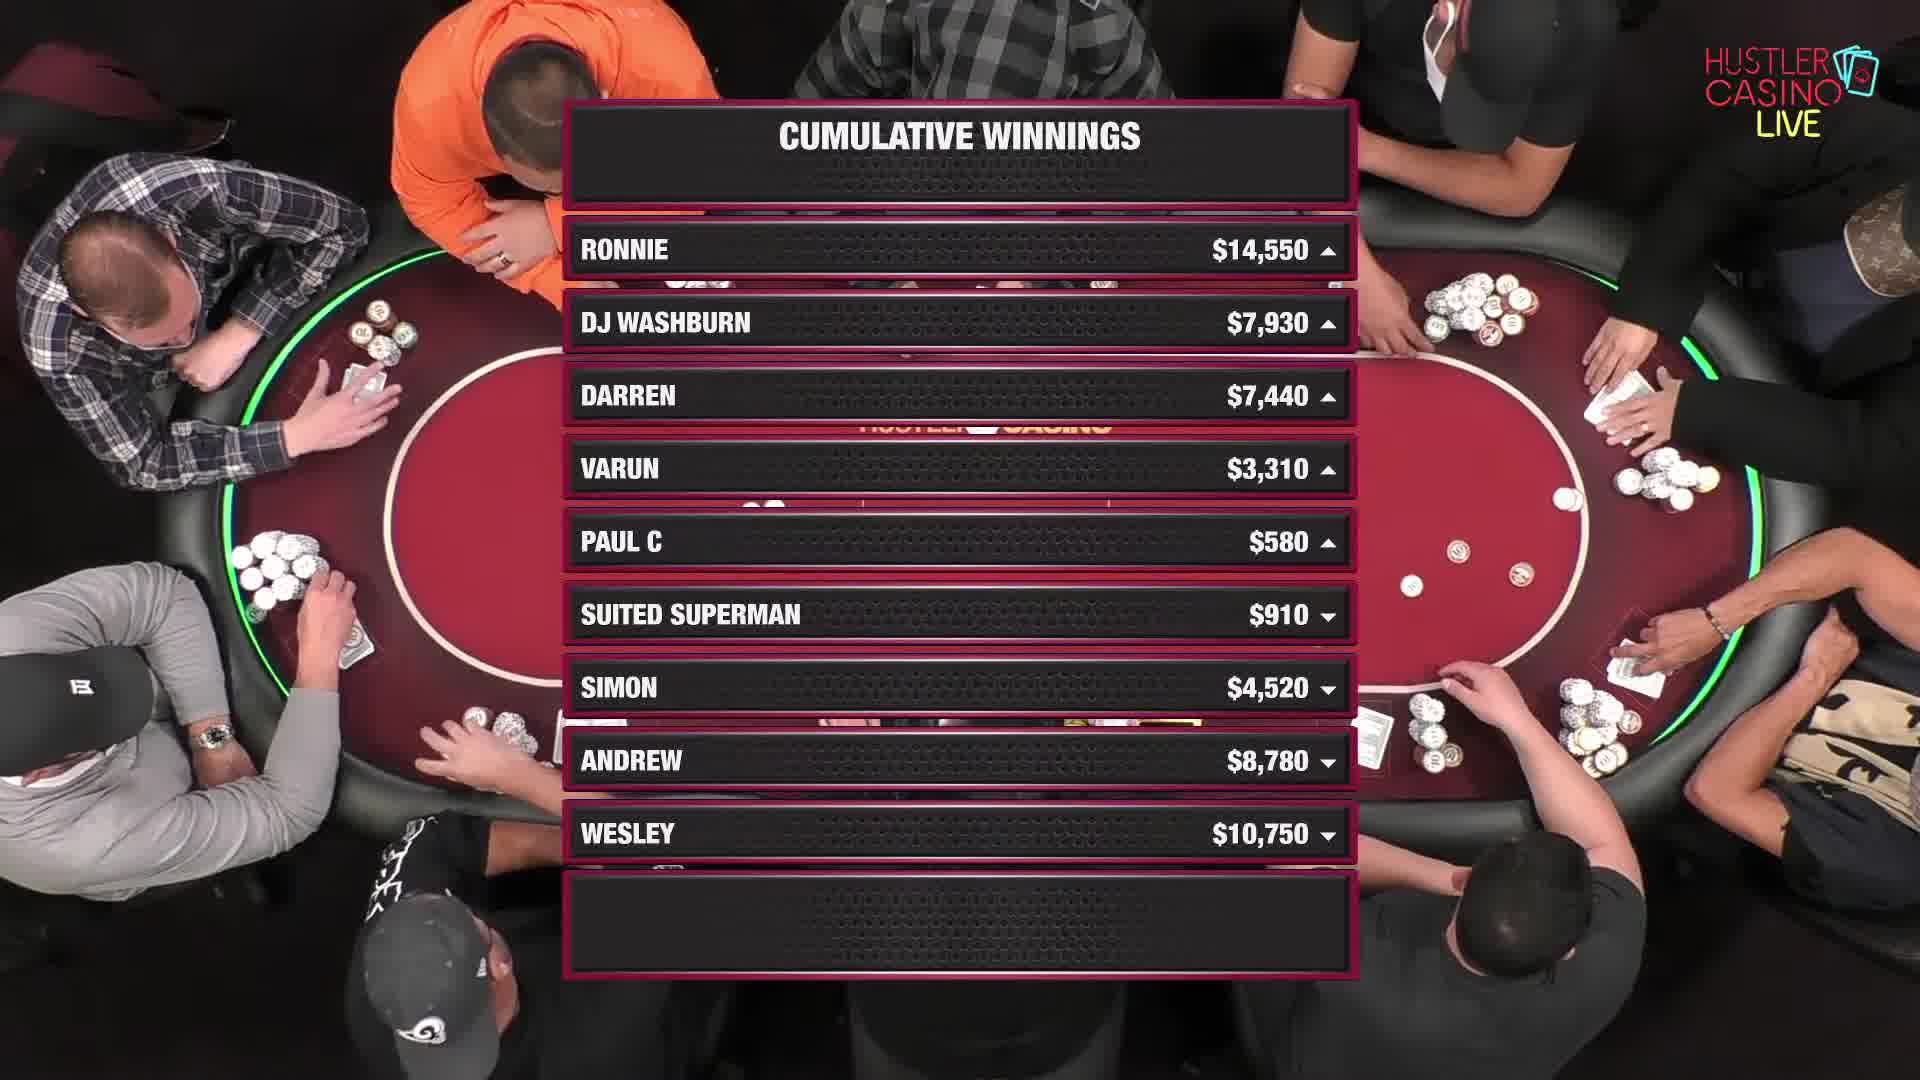 HUSTLER
CASINO
LIVE
CUMULATIVE WINNINGS
RONNIE $14,550 ▲
DJ WASHBURN $7,930 ▲
DARREN $7,440 ▲
VARUN $3,310 ▲
PAUL C $580 ▲
SUITED SUPERMAN $910 ▼
SIMON $4,520 ▼
ANDREW $8,780 ▼
WESLEY $10,750 ▼